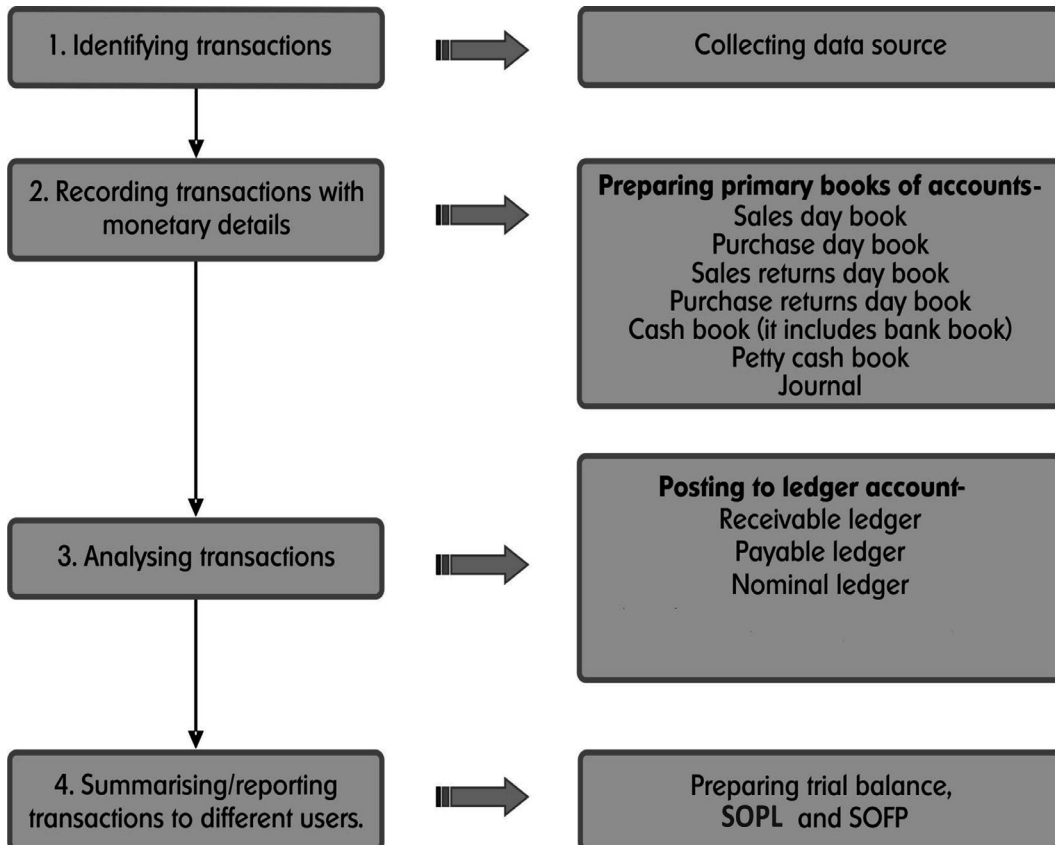 1. Identifying transactions
Collecting data source
2. Recording transactions with
monetary details
Preparing primary books of accounts-
Sales day book
Purchase day book
Sales returns day book
Purchase returns day book
Cash book (it includes bank book)
Petty cash book
Journal
3. Analysing transactions
Posting to ledger account-
Receivable ledger
Payable ledger
Nominal ledger
4. Summarising/reporting
transactions to different users.
Preparing trial balance,
SOPL and SOFP